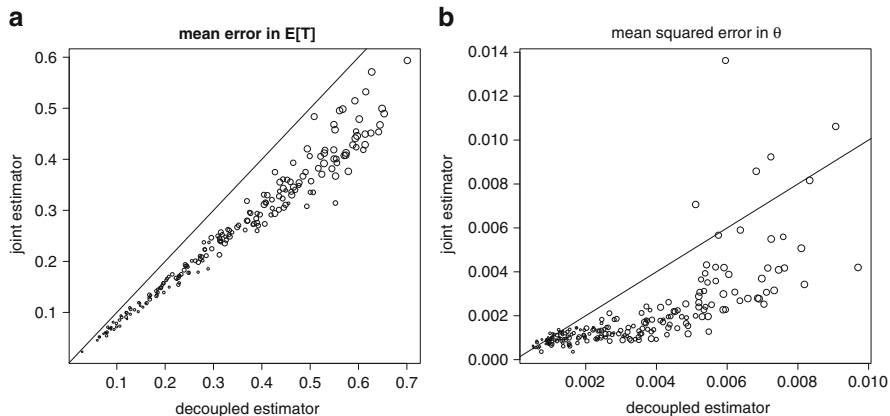 a
mean error in E[T]
joint estimator
0.6
0.5
0.4
0.3
0.2
0.1
0.1 0.2 0.3 0.4 0.5 0.6 0.7
decoupled estimator
b
mean squared error in θ
joint estimator
0.014
0.012
0.010
0.008
0.006
0.004
0.002
0.000
0.002 0.004 0.006 0.008 0.010
decoupled estimator